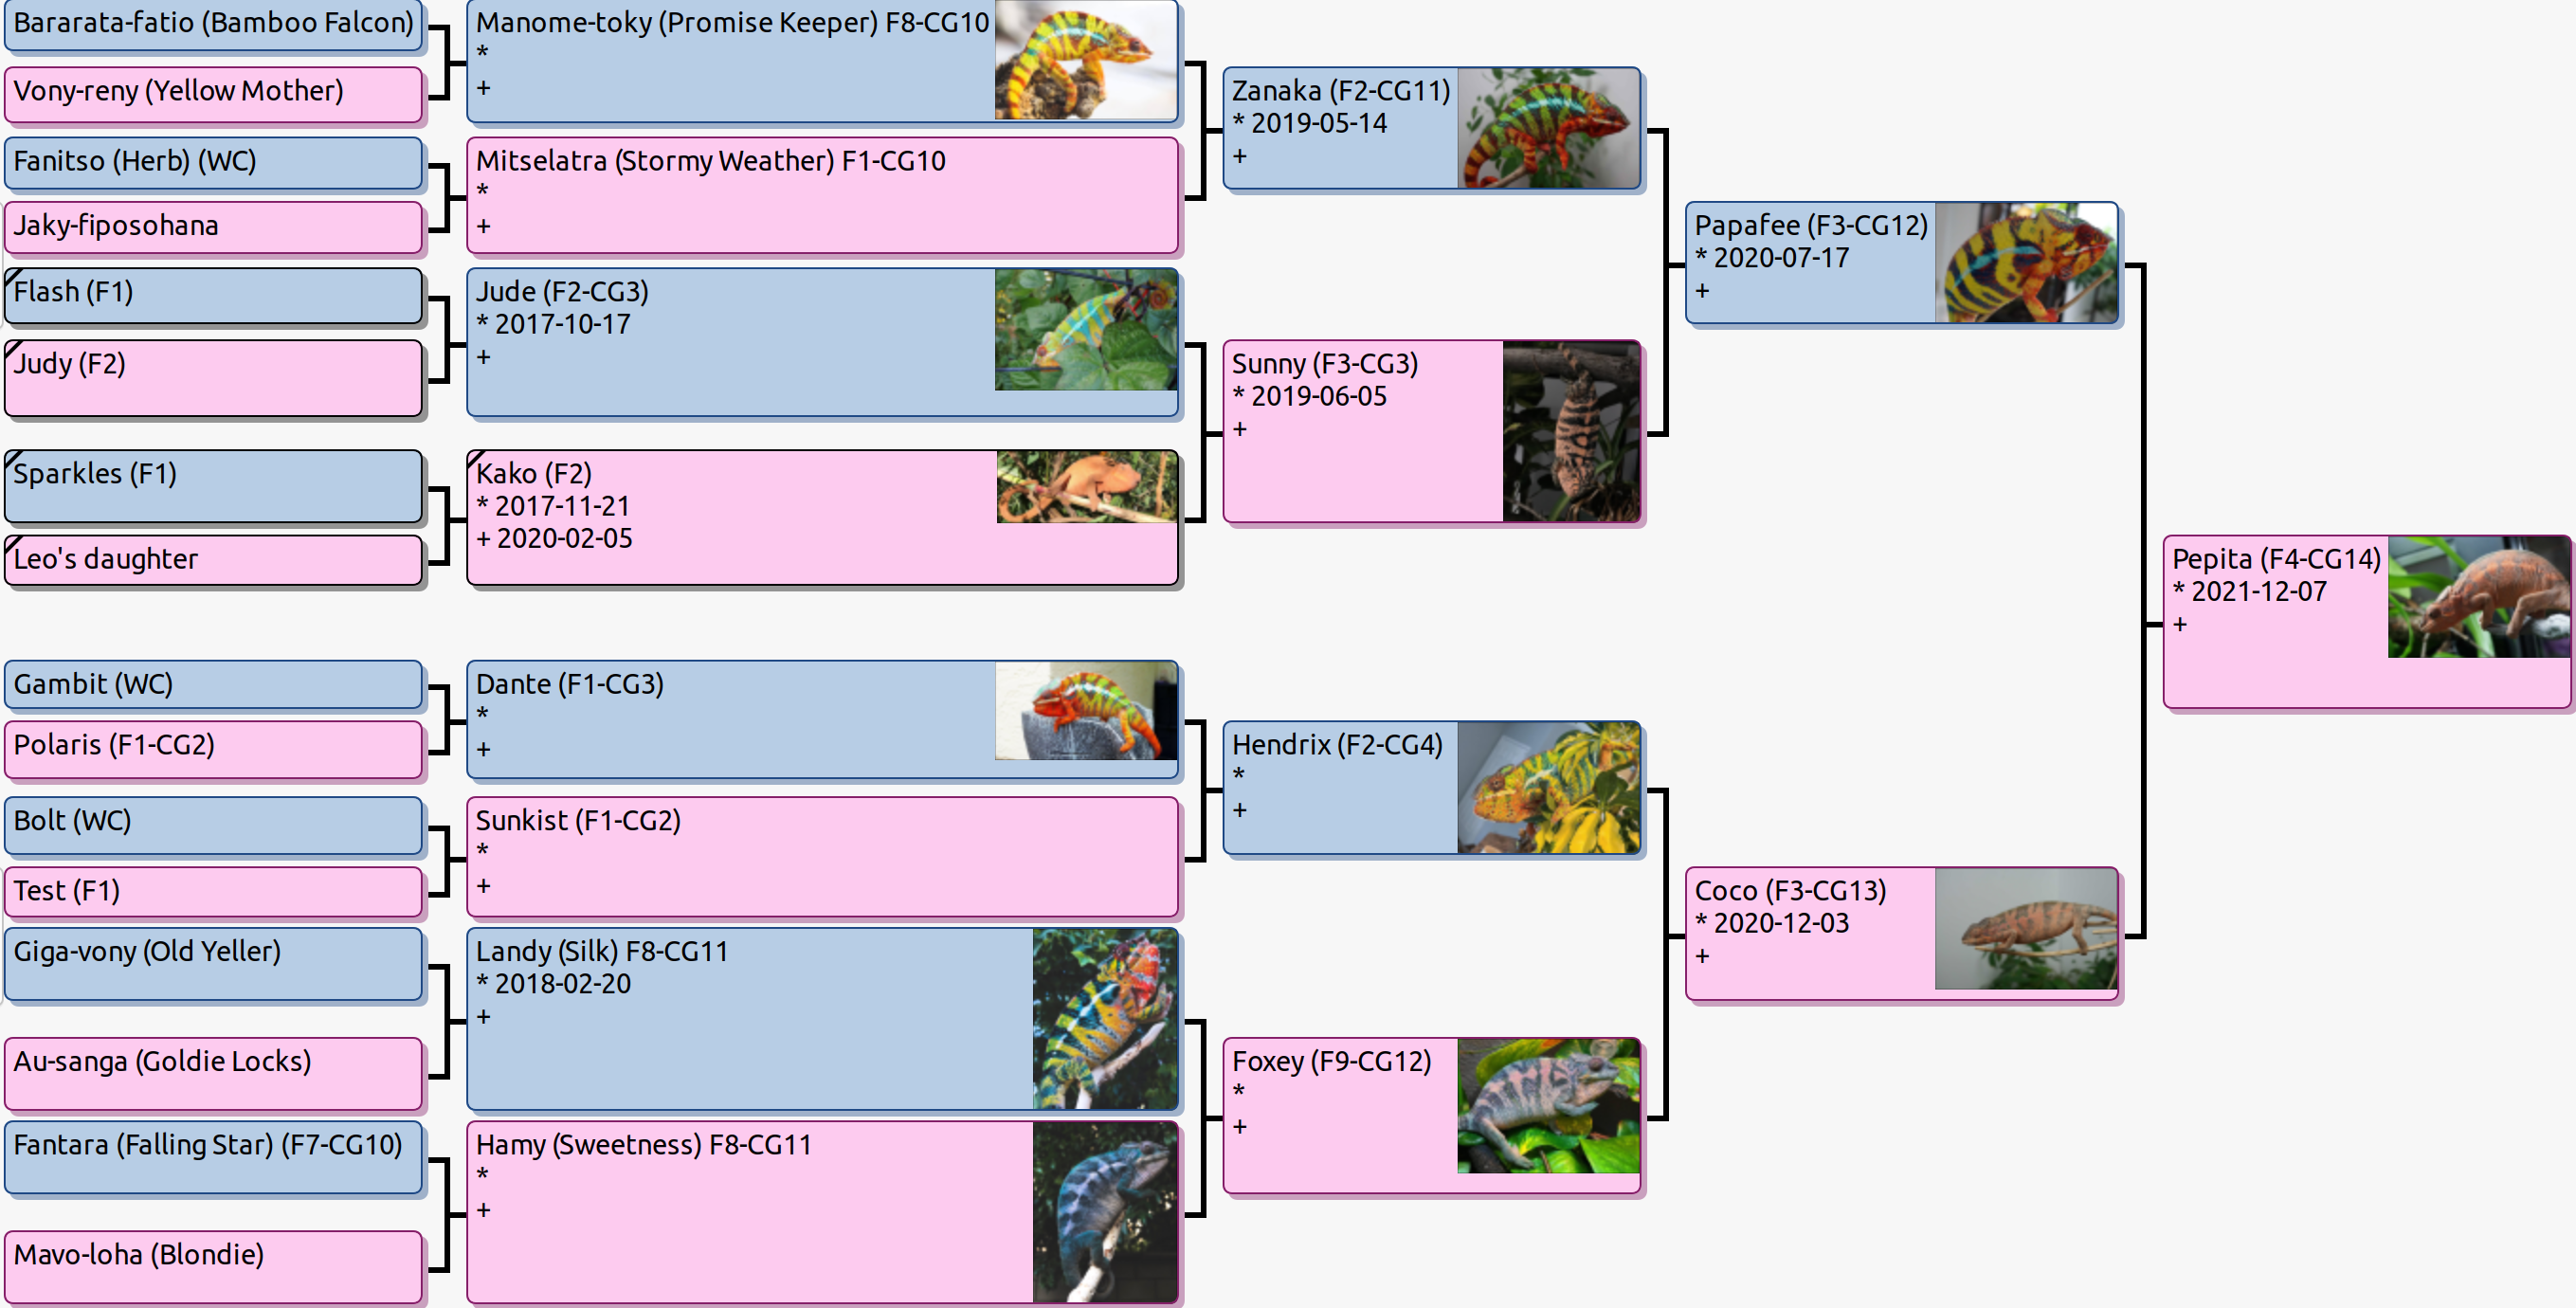 Bararata-fatio (Bamboo Falcon)
Vony-reny (Yellow Mother)
Fanitso (Herb) (WC)
Jaky-fiposohana
Flash (F1)
Judy (F2)
Sparkles (F1)
Leo's daughter
Gambit (WC)
Polaris (F1-CG2)
Bolt (WC)
Test (F1)
Giga-vony (Old Yeller)
Au-sanga (Goldie Locks)
Fantara (Falling Star) (F7-CG10)
Mavo-loha (Blondie)
Manome-toky (Promise Keeper) F8-CG10
*
+
Mitselatra (Stormy Weather) F1-CG10
*
+
Jude (F2-CG3)
* 2017-10-17
+
Kako (F2)
* 2017-11-21
+ 2020-02-05
Dante (F1-CG3)
*
+
Sunkist (F1-CG2)
*
+
Landy (Silk) F8-CG11
* 2018-02-20
+
Hamy (Sweetness) F8-CG11
*
+
Zanaka (F2-CG11)
* 2019-05-14
+
Sunny (F3-CG3)
* 2019-06-05
+
Hendrix (F2-CG4)
*
+
Foxey (F9-CG12)
*
+
Papafee (F3-CG12)
* 2020-07-17
+
Coco (F3-CG13)
* 2020-12-03
+
Pepita (F4-CG14)
* 2021-12-07
+